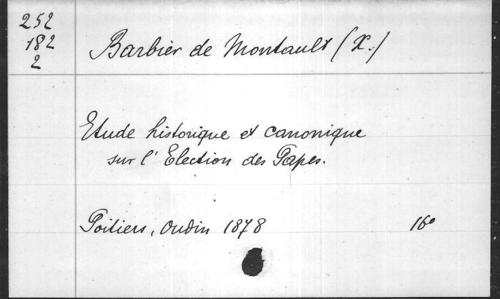 252
182
2
Barbier de Montault (X.)
Etude historique et canonique
sur l'Election des Papes.
Poitiers, Oudin 1878 16°